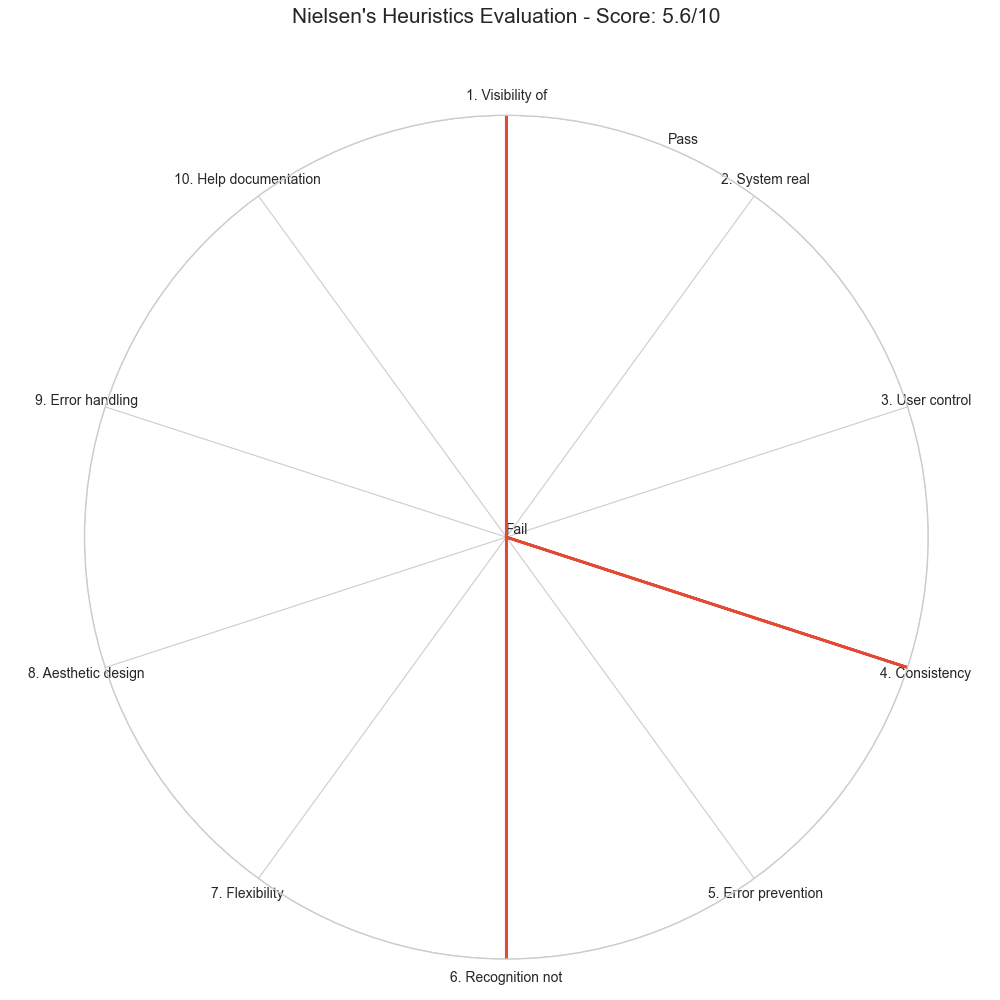 Nielsen's Heuristics Evaluation - Score: 5.6/10
1. Visibility of
Pass
2. System real
3. User control
4. Consistency
5. Error prevention
6. Recognition not
7. Flexibility
8. Aesthetic design
9. Error handling
10. Help documentation
Fail